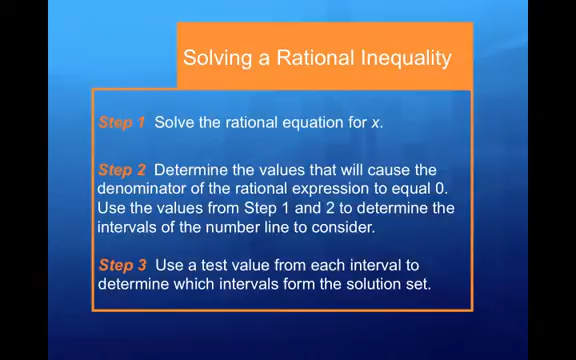 Solving a Rational Inequality
Step 1 Solve the rational equation for x.
Step 2 Determine the values that will cause the
denominator of the rational expression to equal 0.
Use the values from Step 1 and 2 to determine the
intervals of the number line to consider.
Step 3 Use a test value from each interval to
determine which intervals form the solution set.